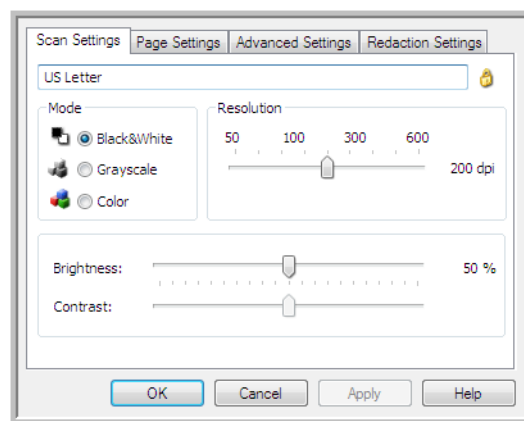 Scan Settings Page Settings Advanced Settings Redaction Settings
US Letter
Mode
Black&White
Grayscale
Color
Resolution
50 100 300 600
200 dpi
Brightness: 50 %
Contrast:
OK Cancel Apply Help